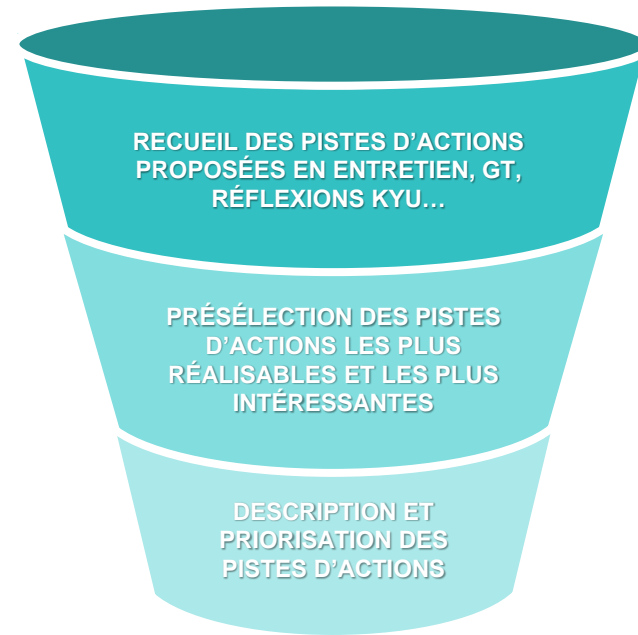 RECUEIL DES PISTES D'ACTIONS
PROPOSÉES EN ENTRETIEN, GT,
RÉFLEXIONS KYU…
PRÉSÉLECTION DES PISTES
D'ACTIONS LES PLUS
RÉALISABLES ET LES PLUS
INTÉRESSANTES
DESCRIPTION ET
PRIORISATION DES
PISTES D'ACTIONS